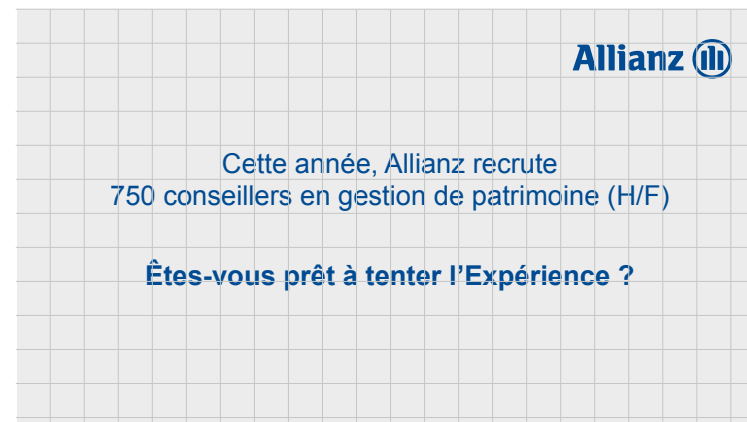 Allianz
Cette année, Allianz recrute
750 conseillers en gestion de patrimoine (H/F)
Êtes-vous prêt à tenter l’Expérience ?